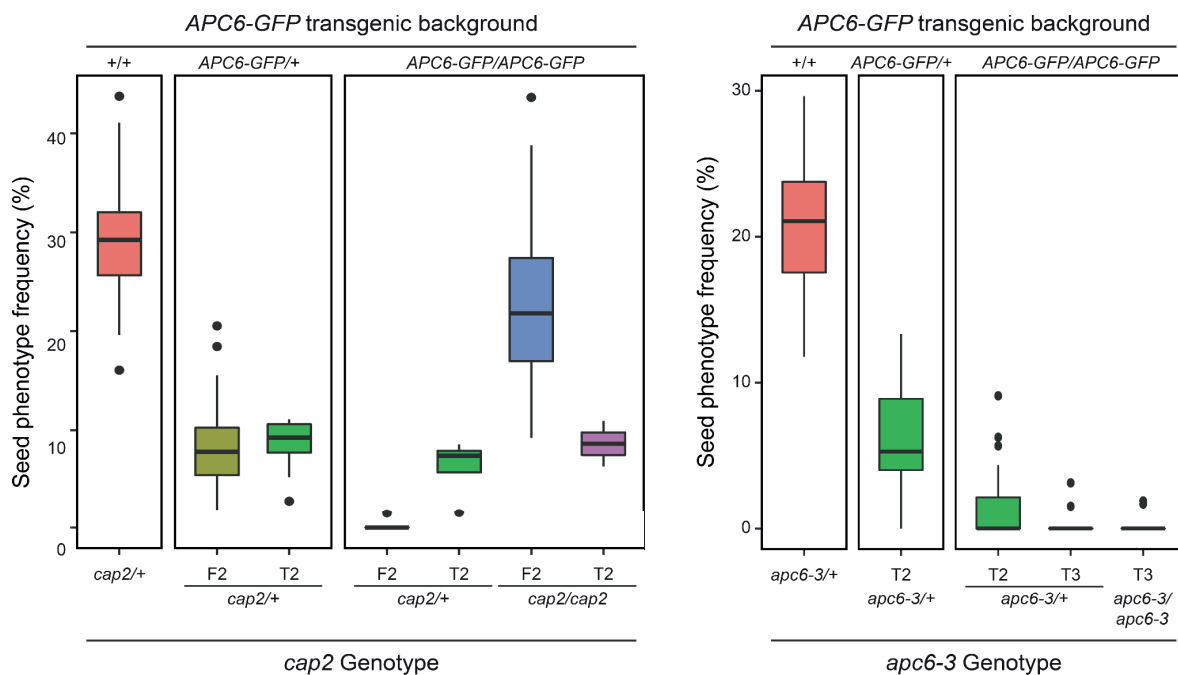 APC6-GFP transgenic background
+/+
APC6-GFP/+
APC6-GFP/APC6-GFP
Seed phenotype frequency (%)
40
30
20
10
0
cap2/+
F2
T2
cap2/+
F2
T2
cap2/+
F2
T2
cap2/cap2
cap2 Genotype
APC6-GFP transgenic background
+/+
APC6-GFP/+
APC6-GFP/APC6-GFP
Seed phenotype frequency (%)
30
20
10
0
apc6-3/+
T2
apc6-3/+
T2
T3
apc6-3/+
T3
apc6-3/
apc6-3
apc6-3 Genotype